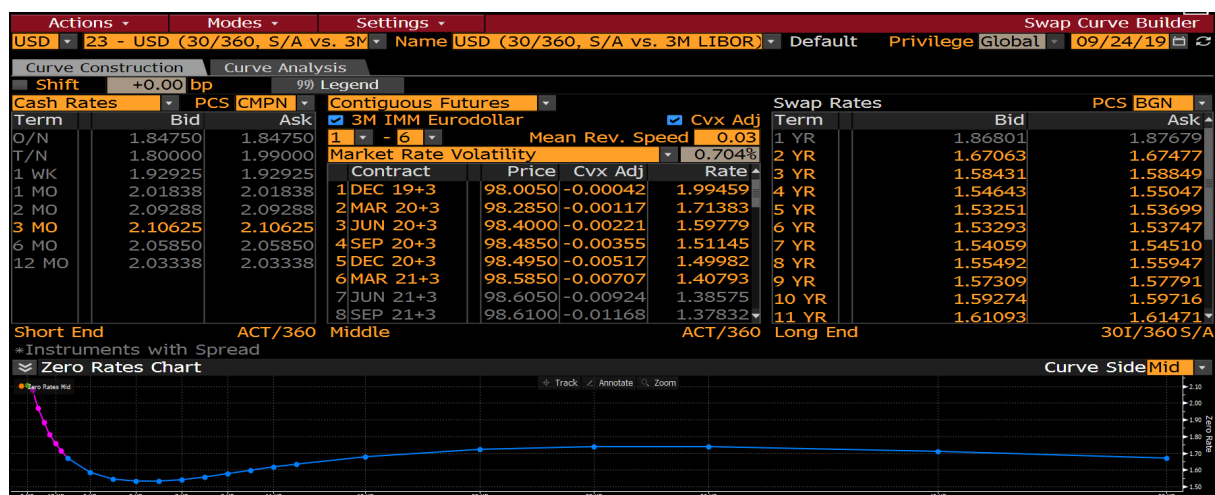 Actions Modes Settings Swap Curve Builder
USD 23 - USD (30/360, S/A vs. 3M Name USD (30/360, S/A vs. 3M LIBOR) Default Privilege Global 09/24/19
Curve Construction Curve Analysis
Shift +0.00 bp 99) Legend
Cash Rates PCS CMPN Contiguous Futures Swap Rates PCS BGN
Term Bid Ask 3M IMM Eurodollar Cvx Adj Term Bid Ask
O/N 1.84750 1.84750 1 - 6 Mean Rev. Speed 0.03 1 YR 1.86801 1.87679
T/N 1.80000 1.99000 Market Rate Volatility 0.704% 2 YR 1.67063 1.67477
1 WK 1.92925 1.92925 Contract Price Cvx Adj Rate 3 YR 1.58431 1.58849
1 MO 2.01838 2.01838 1 DEC 19+3 98.0050 -0.00042 1.99459 4 YR 1.54643 1.55047
2 MO 2.09288 2.09288 2 MAR 20+3 98.2850 -0.00117 1.71383 5 YR 1.53251 1.53699
3 MO 2.10625 2.10625 3 JUN 20+3 98.4000 -0.00221 1.59779 6 YR 1.53293 1.53747
6 MO 2.05850 2.05850 4 SEP 20+3 98.4850 -0.00355 1.51145 7 YR 1.54059 1.54510
12 MO 2.03338 2.03338 5 DEC 20+3 98.4950 -0.00517 1.49982 8 YR 1.55492 1.55947
6 MAR 21+3 98.5850 -0.00707 1.40793 9 YR 1.57309 1.57791
7 JUN 21+3 98.6050 -0.00924 1.38575 10 YR 1.59274 1.59716
8 SEP 21+3 98.6100 -0.01168 1.37832 11 YR 1.61093 1.61471
Short End ACT/360 Middle ACT/360 Long End 30I/360 S/A
*Instruments with Spread
Zero Rates Chart Curve Side Mid
Zero Rates Mid Track Annotate Zoom
2.10
2.00
1.90
1.80
1.70
1.60
1.50
Zero Rate